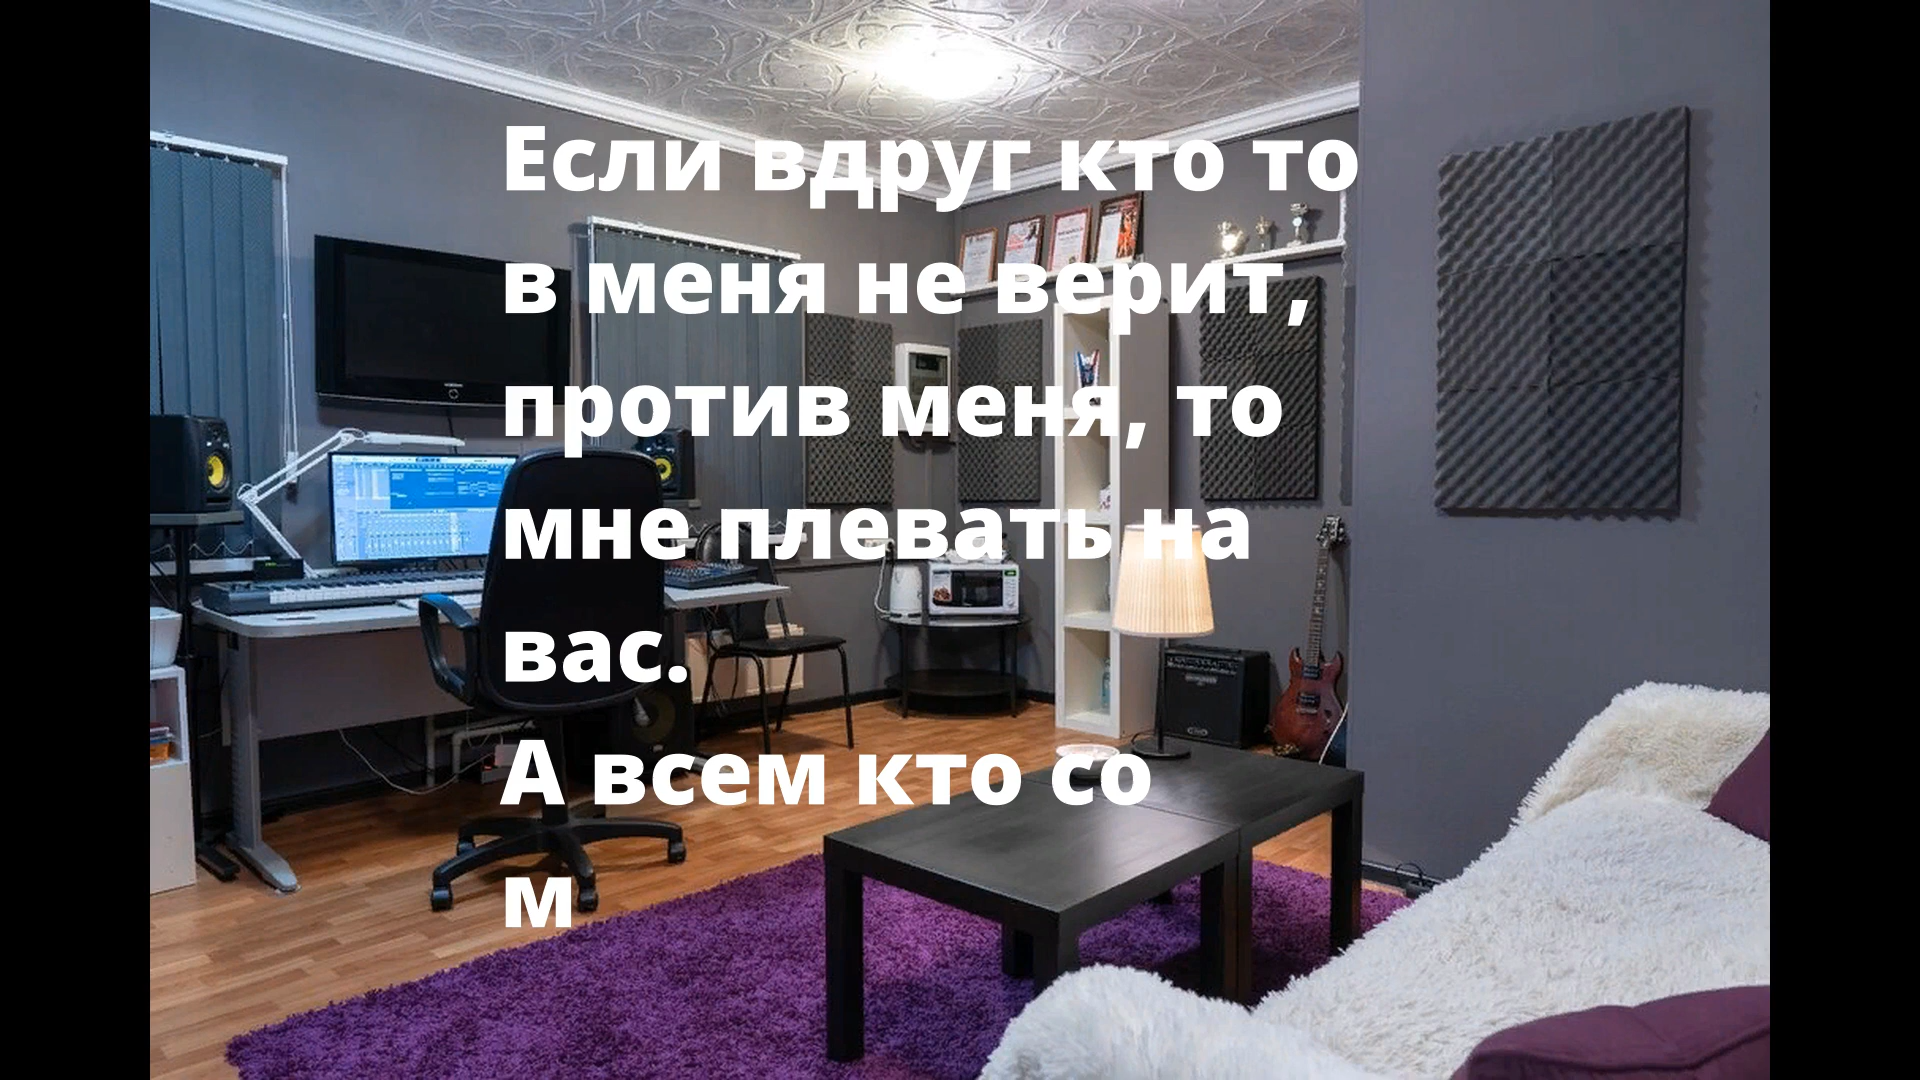 Если вдруг кто то
в меня не верит,
против меня, то
мне плевать на
вас.
А всем кто со
м